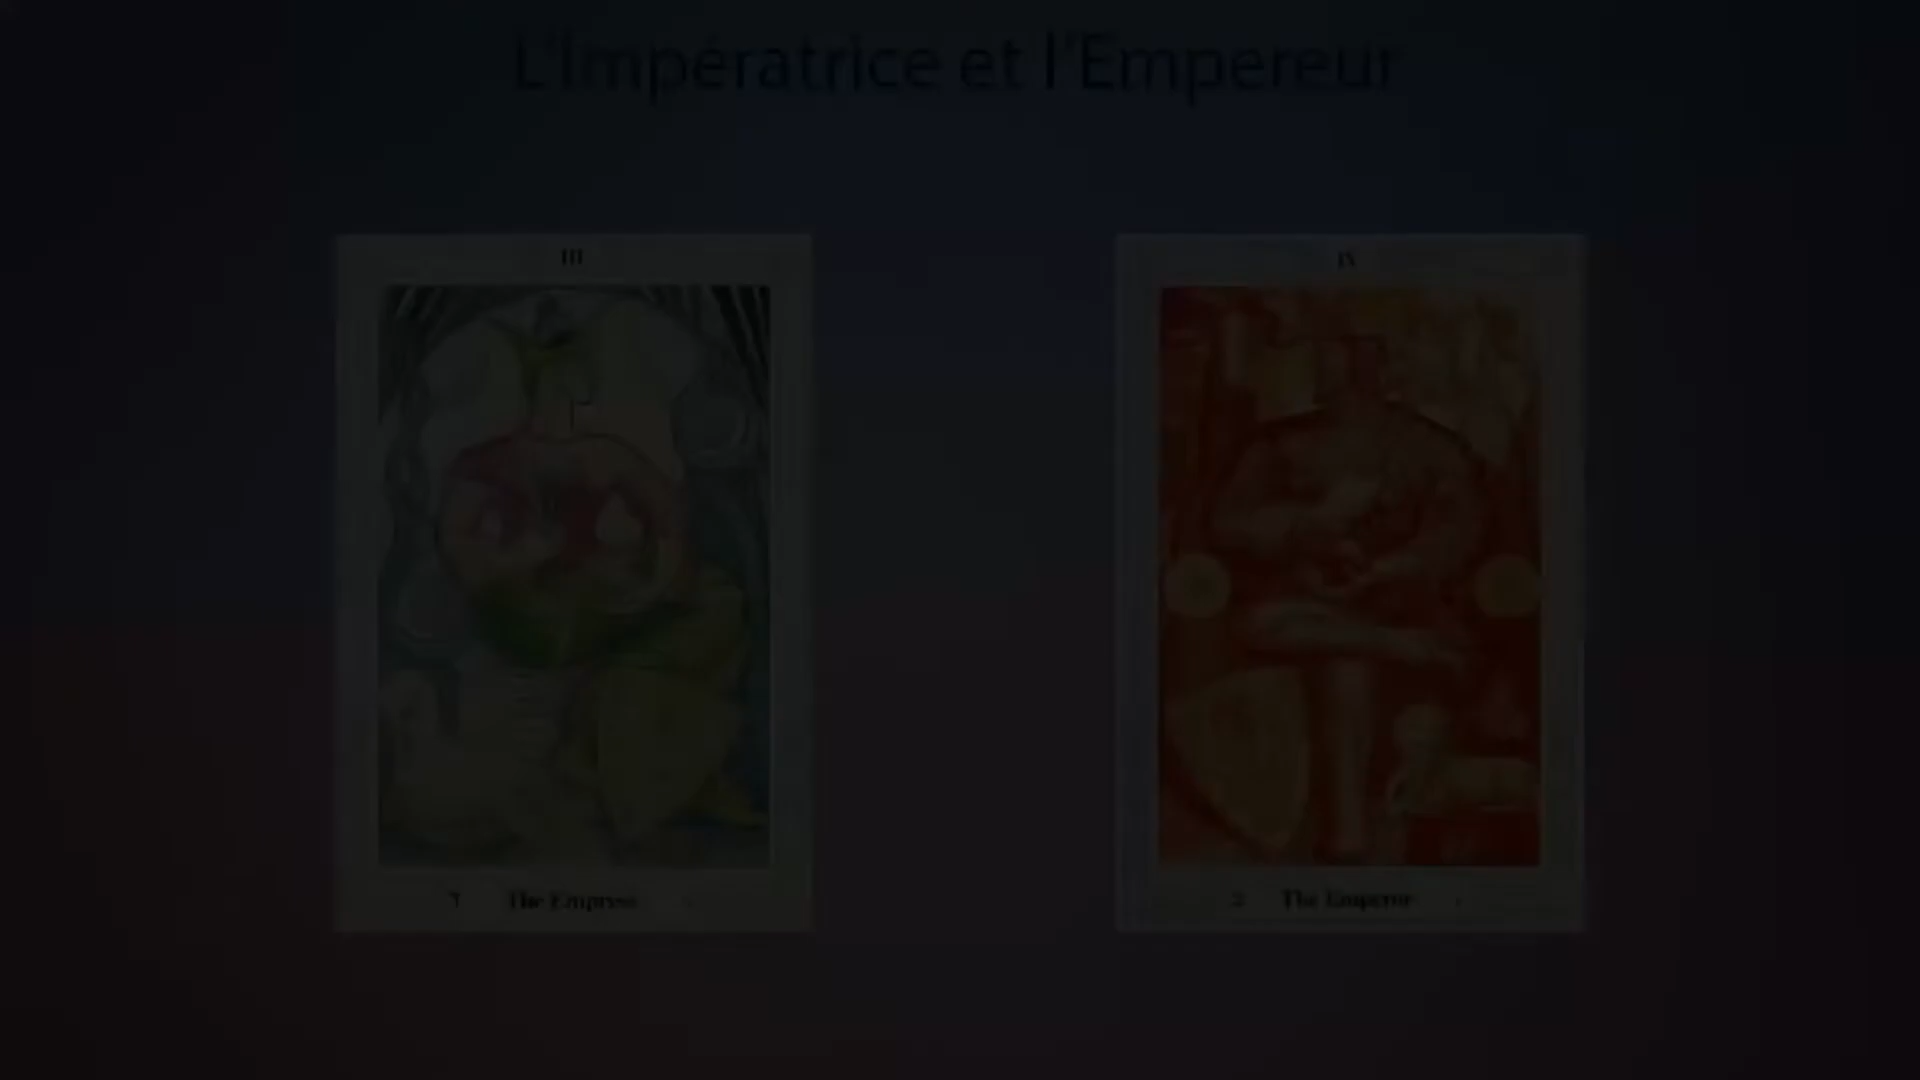 L'Impératrice et l'Empereur
III
IV
The Empress
The Emperor